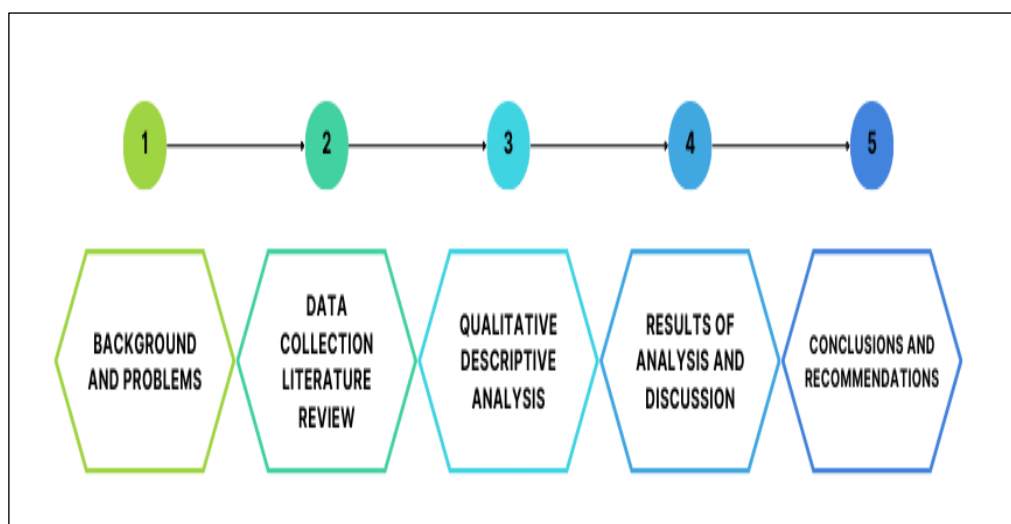 1
2
3
4
5
BACKGROUND
AND PROBLEMS
DATA
COLLECTION
LITERATURE
REVIEW
QUALITATIVE
DESCRIPTIVE
ANALYSIS
RESULTS OF
ANALYSIS AND
DISCUSSION
CONCLUSIONS AND
RECOMMENDATIONS